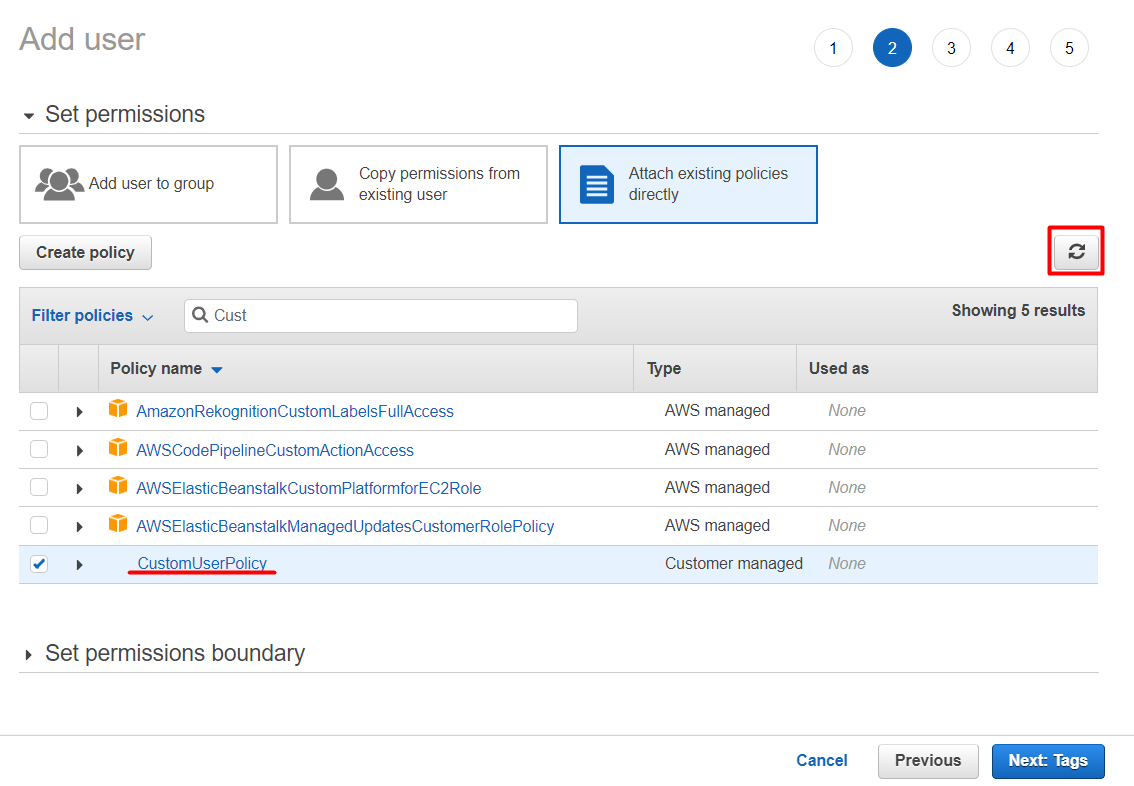 Add user
1 2 3 4 5
Set permissions
Add user to group
Copy permissions from
existing user
Attach existing policies
directly
Create policy
Filter policies
Cust
Showing 5 results
Policy name Type Used as
AmazonRekognitionCustomLabelsFullAccess AWS managed None
AWSCodePipelineCustomActionAccess AWS managed None
AWSElasticBeanstalkCustomPlatformforEC2Role AWS managed None
AWSElasticBeanstalkManagedUpdatesCustomerRolePolicy AWS managed None
CustomUserPolicy Customer managed None
Set permissions boundary
Cancel Previous Next: Tags